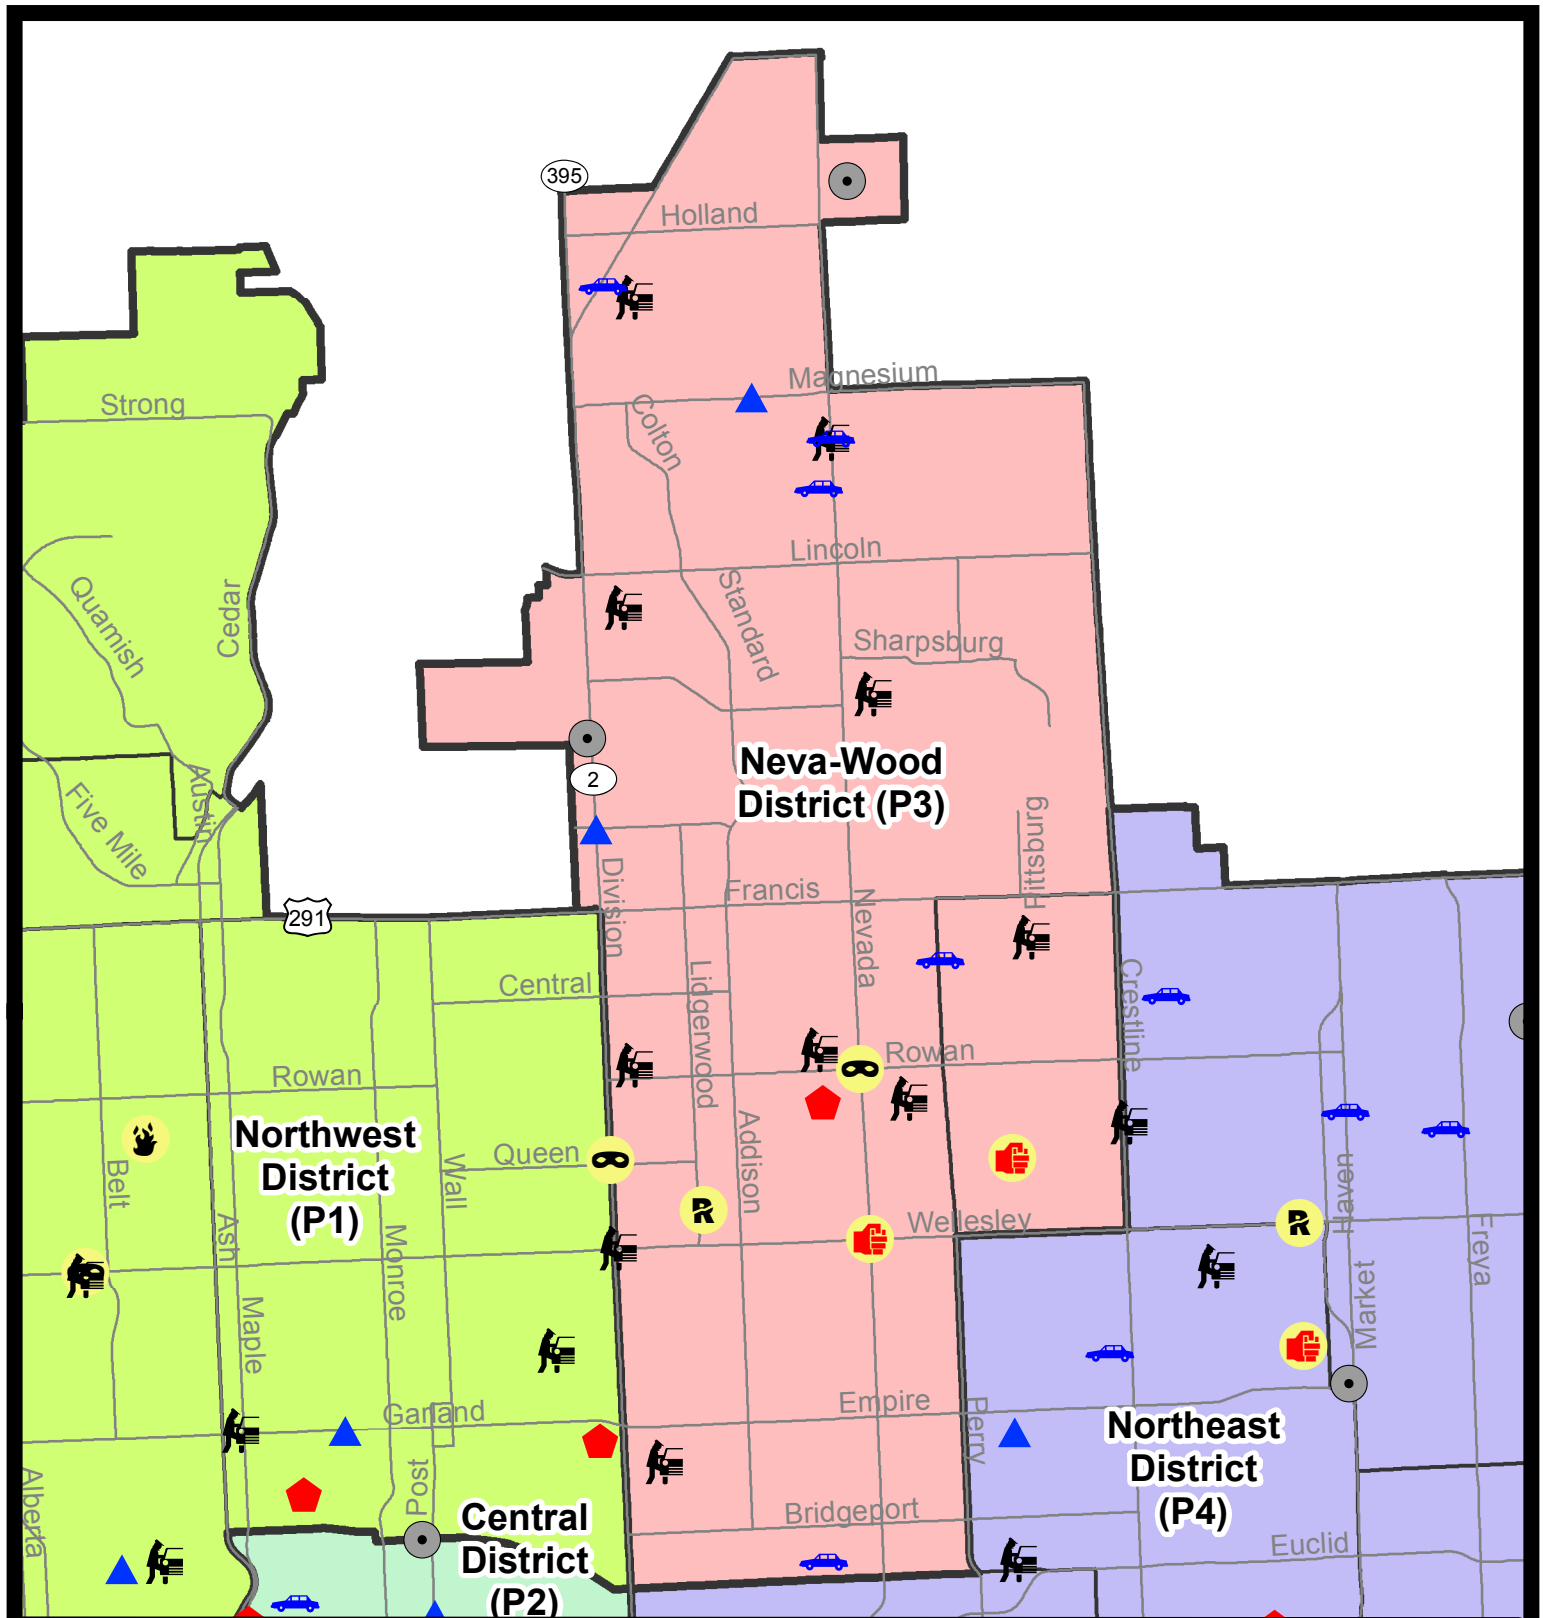 395
Holland
Magnesium
Strong
Colton
Lincoln
Quamish
Cedar
Standard
Sharpsburg
Neva-Wood
District (P3)
2
Austin
Five Mile
Pittsburg
Division
Francis
Nevada
291
Central
Lidgerwood
Crestline
Rowan
Rowan
Northwest
District
(P1)
Addison
Queen
Belt
Wall
Haven
Ash
Monroe
Wellesley
Freya
Maple
Market
Garland
Empire
Perry
Northeast
District
(P4)
Alberta
Post
Central
District
(P2)
Bridgeport
Euclid
R
R